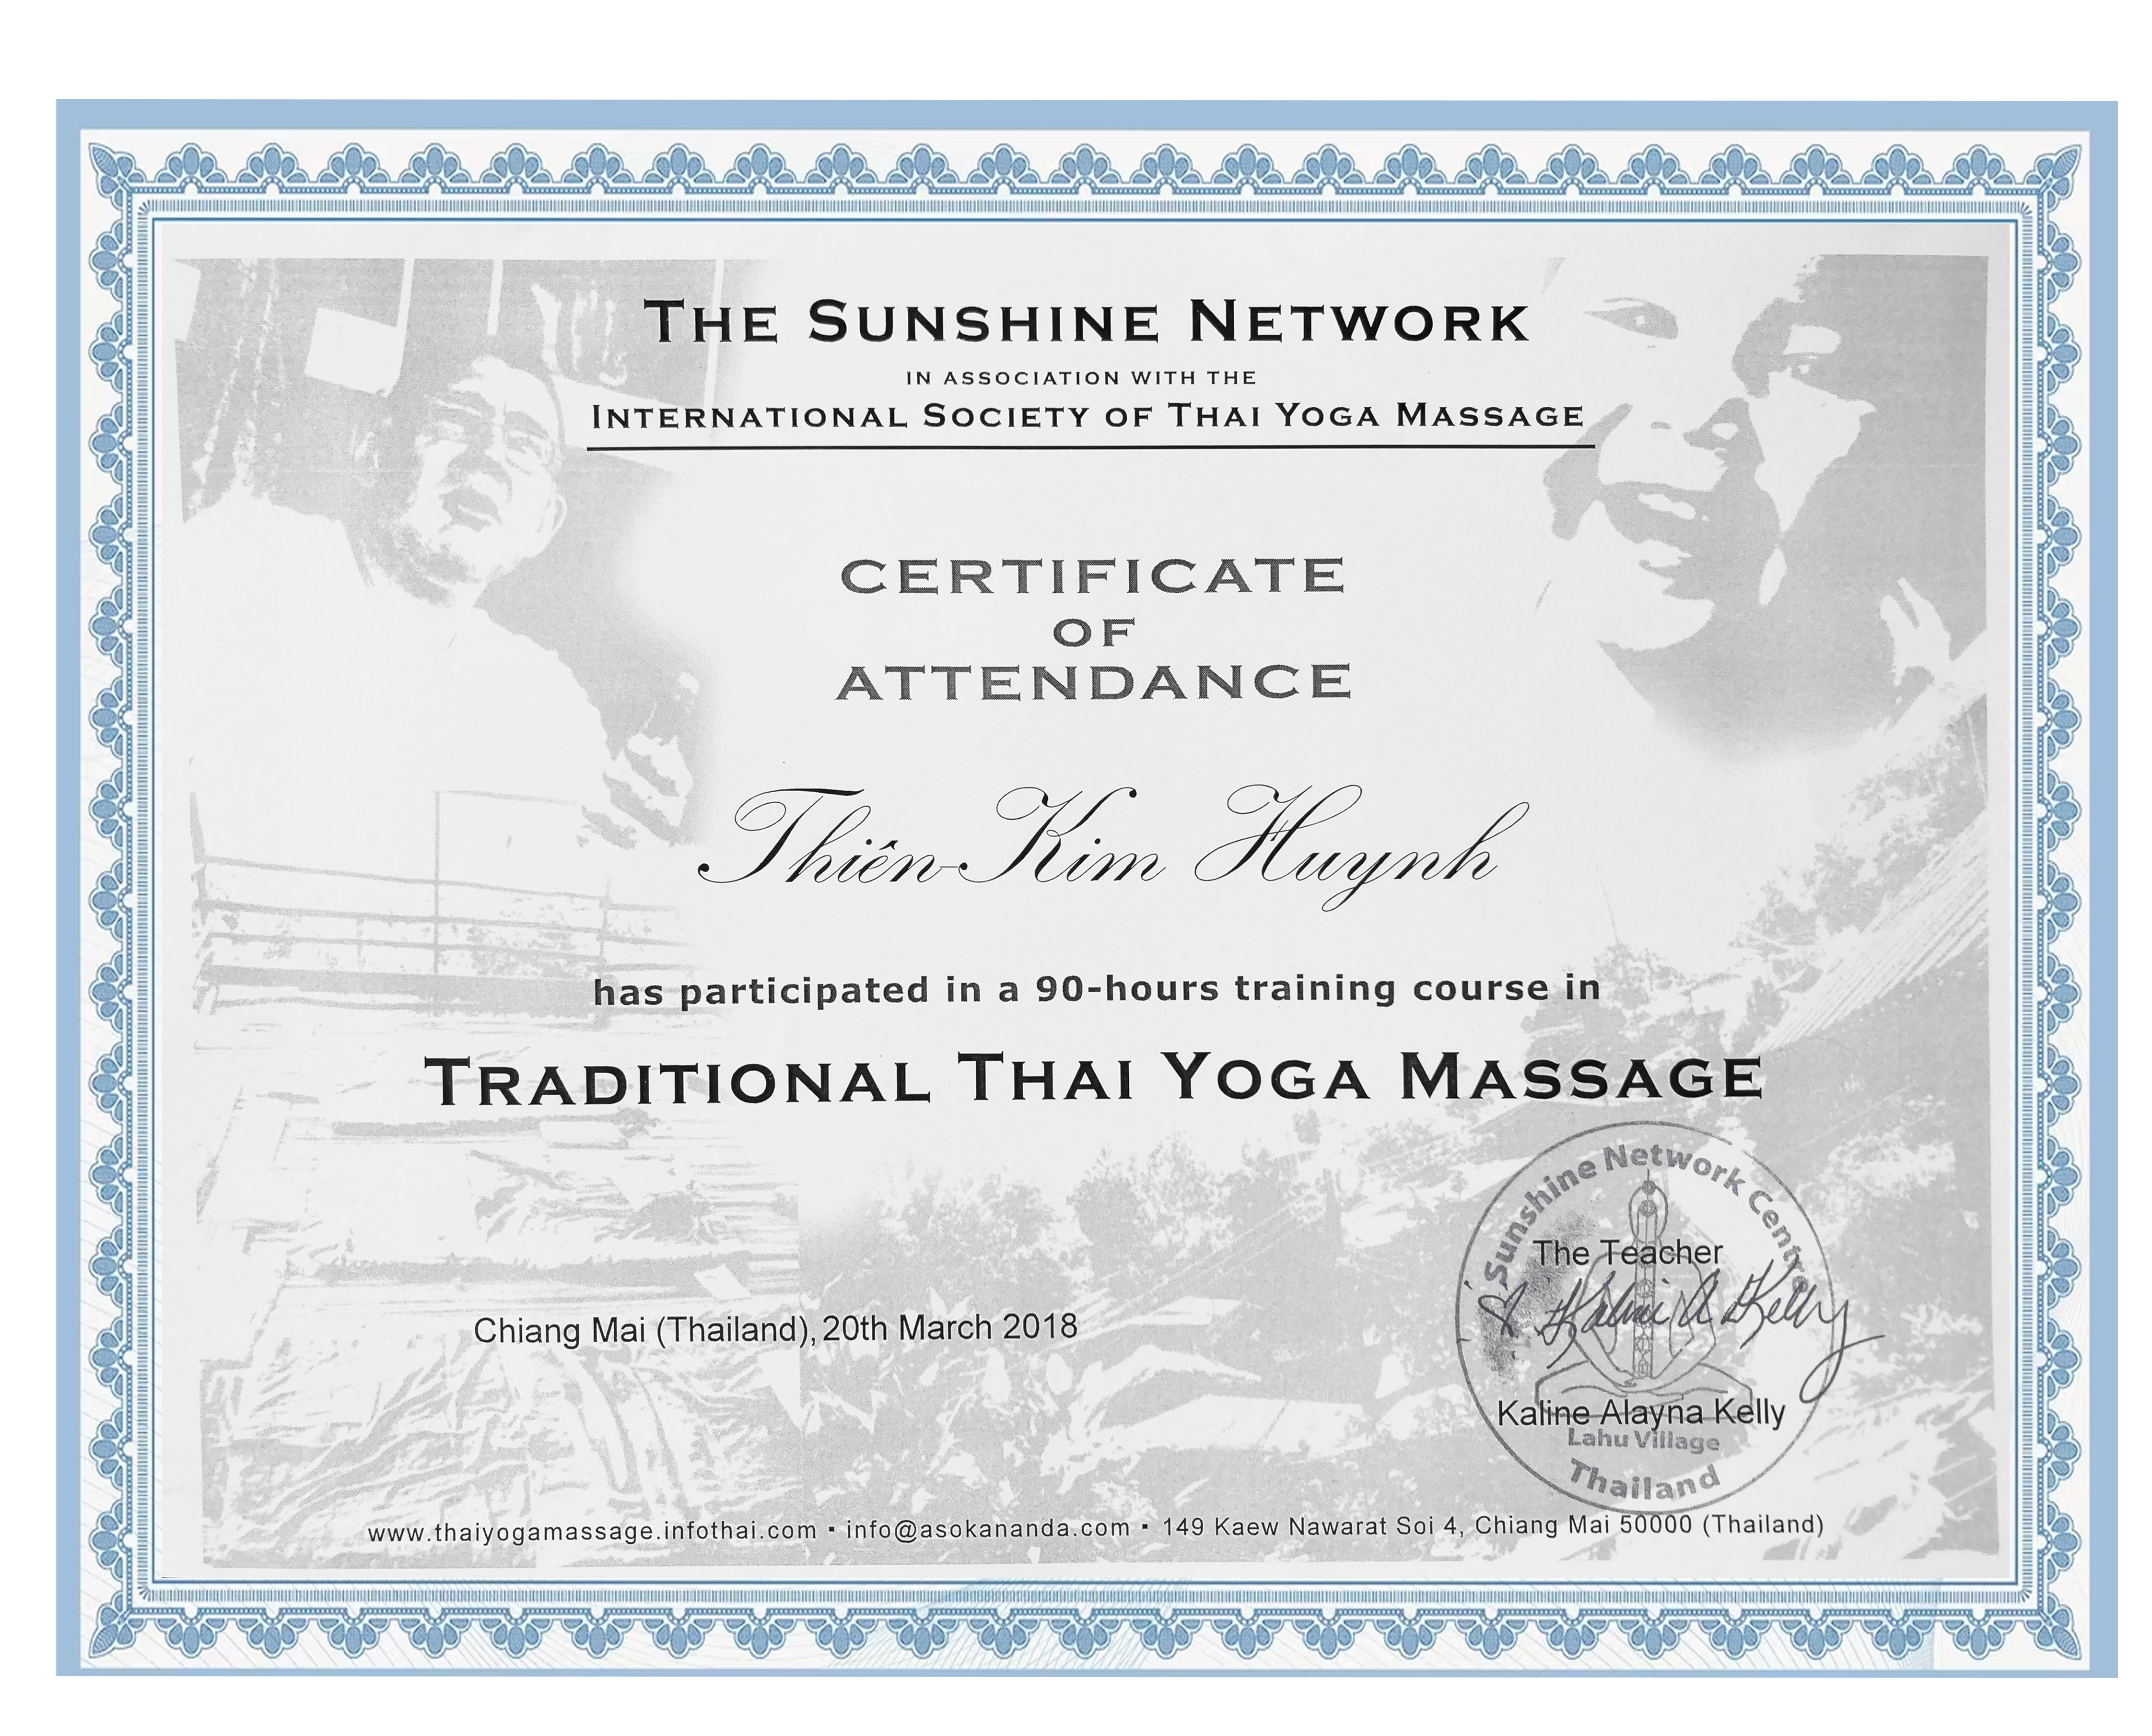 THE SUNSHINE NETWORK
IN ASSOCIATION WITH THE
INTERNATIONAL SOCIETY OF THAI YOGA MASSAGE
CERTIFICATE
OF
ATTENDANCE
Thiên-Kim Huynh
has participated in a 90-hours training course in
TRADITIONAL THAI YOGA MASSAGE
Sunshine Network Centre
The Teacher
Kaline A Kelly
Chiang Mai (Thailand), 20th March 2018
Kaline Alayna Kelly
Lahu Village
Thailand
www.thaiyogamassage.infothai.com ▪ info@asokananda.com ▪ 149 Kaew Nawarat Soi 4, Chiang Mai 50000 (Thailand)